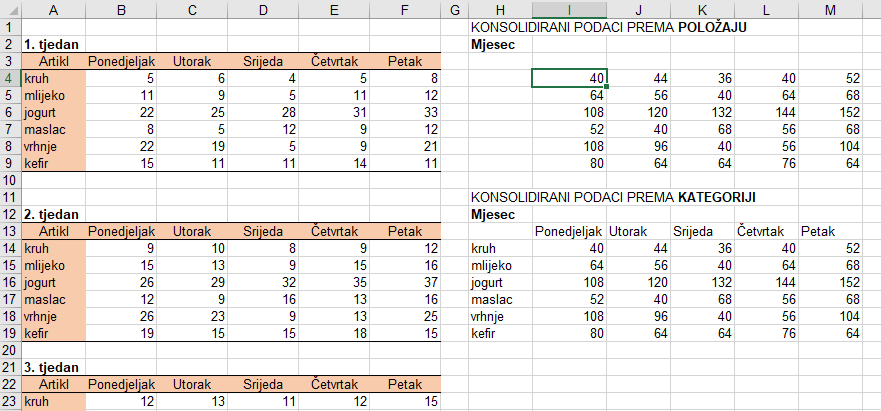 A B C D E F G H I J K L M
1 KONSOLIDIRANI PODACI PREMA POLOŽAJU
2 1. tjedan Mjesec
3 Artikl Ponedjeljak Utorak Srijeda Četvrtak Petak
4 kruh 5 6 4 5 8 40 44 36 40 52
5 mlijeko 11 9 5 11 12 64 56 40 64 68
6 jogurt 22 25 28 31 33 108 120 132 144 152
7 maslac 8 5 12 9 12 52 40 68 56 68
8 vrhnje 22 19 5 9 21 108 96 40 56 104
9 kefir 15 11 11 14 11 80 64 64 76 64
10
11 KONSOLIDIRANI PODACI PREMA KATEGORIJI
12 2. tjedan Mjesec
13 Artikl Ponedjeljak Utorak Srijeda Četvrtak Petak Ponedjeljak Utorak Srijeda Četvrtak Petak
14 kruh 9 10 8 9 12 kruh 40 44 36 40 52
15 mlijeko 15 13 9 15 16 mlijeko 64 56 40 64 68
16 jogurt 26 29 32 35 37 jogurt 108 120 132 144 152
17 maslac 12 9 16 13 16 maslac 52 40 68 56 68
18 vrhnje 26 23 9 13 25 vrhnje 108 96 40 56 104
19 kefir 19 15 15 18 15 kefir 80 64 64 76 64
20
21 3. tjedan
22 Artikl Ponedjeljak Utorak Srijeda Četvrtak Petak
23 kruh 12 13 11 12 15